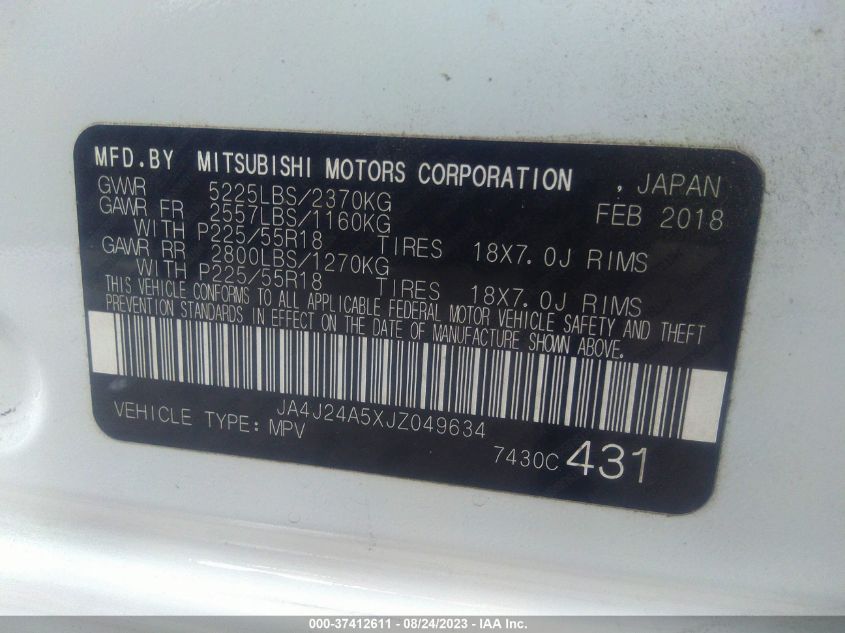 MFD.BY MITSUBISHI MOTORS CORPORATION , JAPAN
GVWR 5225LBS/2370KG FEB 2018
GAWR FR 2557LBS/1160KG
WITH P225/55R18 TIRES 18X7.0J RIMS
GAWR RR 2800LBS/1270KG
WITH P225/55R18 TIRES 18X7.0J RIMS
THIS VEHICLE CONFORMS TO ALL APPLICABLE FEDERAL MOTOR VEHICLE SAFETY AND THEFT
PREVENTION STANDARDS IN EFFECT ON THE DATE OF MANUFACTURE SHOWN ABOVE.
JA4J24A5XJZ049634
VEHICLE TYPE: MPV
7430C 431
000-37412611 - 08/24/2023 - © IAA Inc.